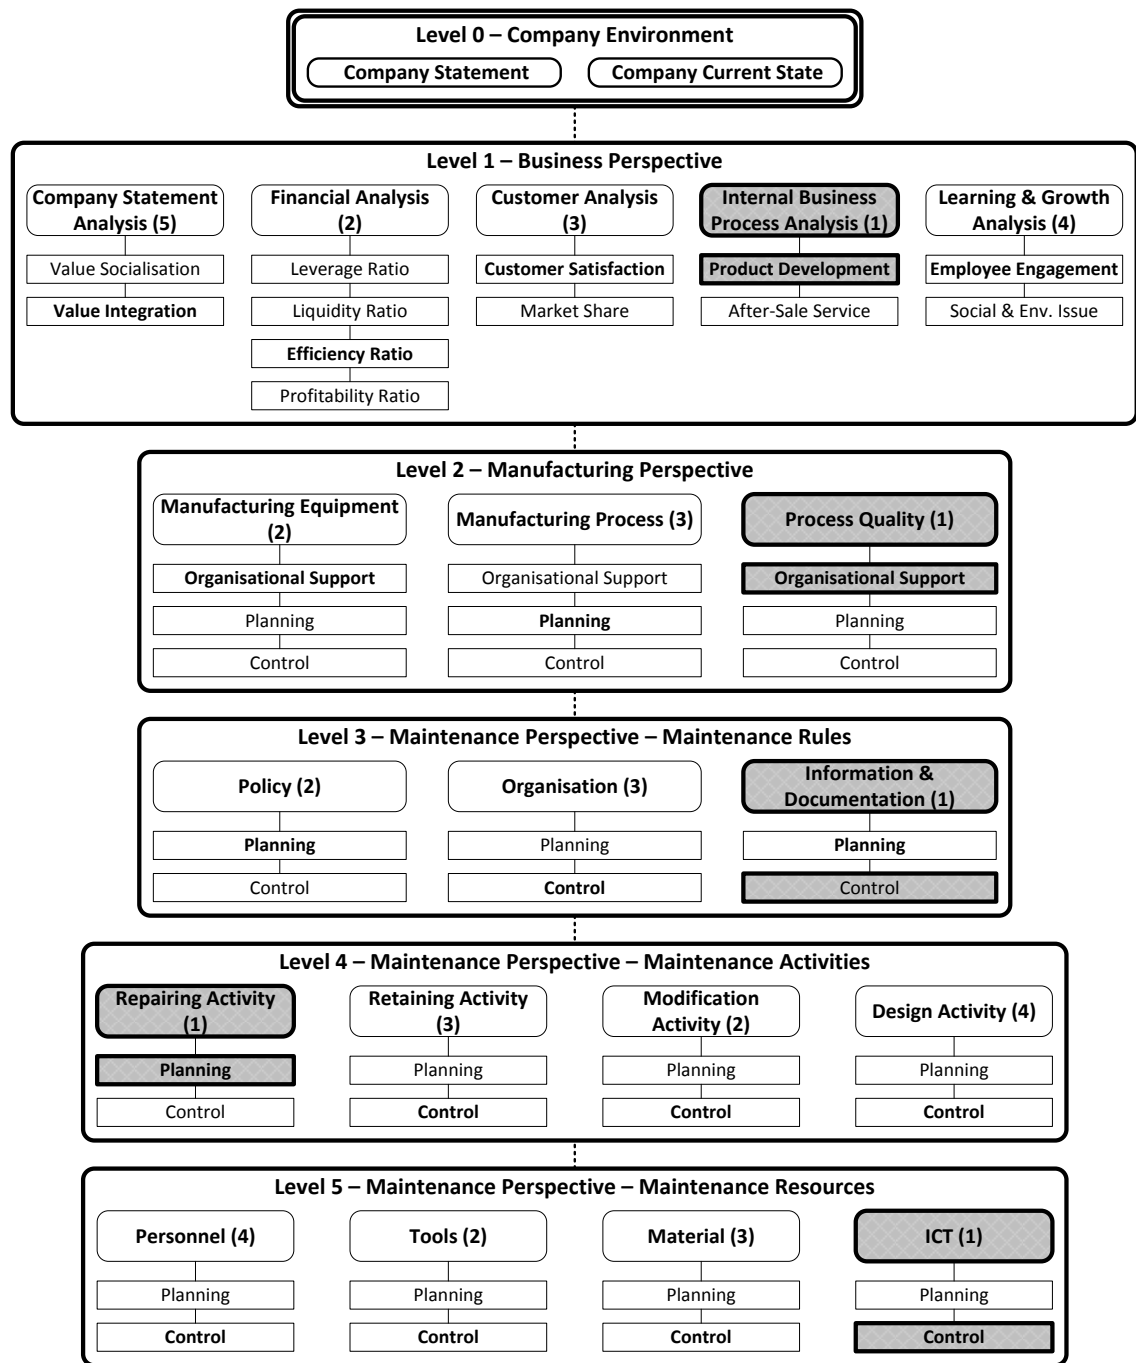 Level 0 – Company Environment
Company Statement
Company Current State
Level 1 – Business Perspective
Company Statement
Analysis (5)
Value Socialisation
Value Integration
Financial Analysis
(2)
Leverage Ratio
Liquidity Ratio
Efficiency Ratio
Profitability Ratio
Customer Analysis
(3)
Customer Satisfaction
Market Share
Internal Business
Process Analysis (1)
Product Development
After-Sale Service
Learning & Growth
Analysis (4)
Employee Engagement
Social & Env. Issue
Level 2 – Manufacturing Perspective
Manufacturing Equipment
(2)
Organisational Support
Planning
Control
Manufacturing Process (3)
Organisational Support
Planning
Control
Process Quality (1)
Organisational Support
Planning
Control
Level 3 – Maintenance Perspective – Maintenance Rules
Policy (2)
Planning
Control
Organisation (3)
Planning
Control
Information &
Documentation (1)
Planning
Control
Level 4 – Maintenance Perspective – Maintenance Activities
Repairing Activity
(1)
Planning
Control
Retaining Activity
(3)
Planning
Control
Modification
Activity (2)
Planning
Control
Design Activity (4)
Planning
Control
Level 5 – Maintenance Perspective – Maintenance Resources
Personnel (4)
Planning
Control
Tools (2)
Planning
Control
Material (3)
Planning
Control
ICT (1)
Planning
Control